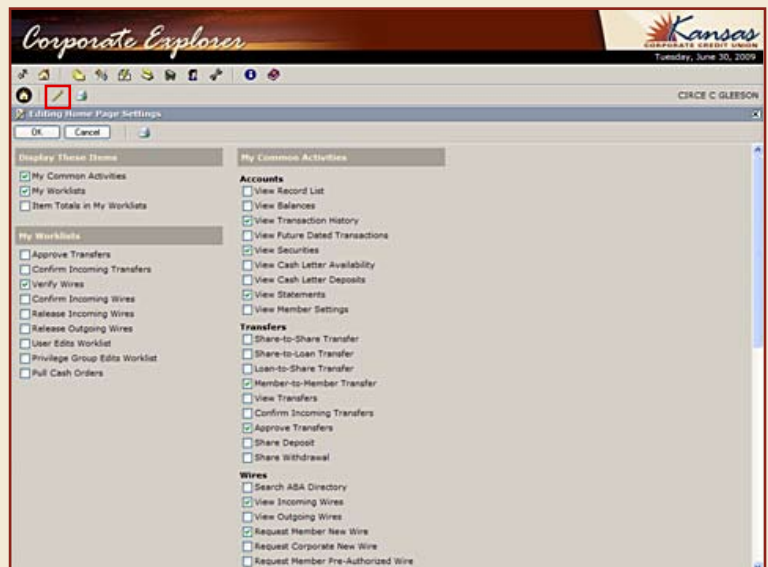 Corporate Explorer
Kansas
CORPORATE CREDIT UNION
Tuesday, June 30, 2009
CIRCE C GLEESON
Editing Home Page Settings
OK
Cancel
Display These Items
My Common Activities
My Worklists
Item Totals in My Worklists
My Worklists
Approve Transfers
Confirm Incoming Transfers
Verify Wires
Confirm Incoming Wires
Release Incoming Wires
Release Outgoing Wires
User Edits Worklist
Privilege Group Edits Worklist
Pull Cash Orders
My Common Activities
Accounts
View Record List
View Balances
View Transaction History
View Future Dated Transactions
View Securities
View Cash Letter Availability
View Cash Letter Deposits
View Statements
View Member Settings
Transfers
Share-to-Share Transfer
Share-to-Loan Transfer
Loan-to-Share Transfer
Member-to-Member Transfer
View Transfers
Confirm Incoming Transfers
Approve Transfers
Share Deposit
Share Withdrawal
Wires
Search ABA Directory
View Incoming Wires
View Outgoing Wires
Request Member New Wire
Request Corporate New Wire
Request Member Pre-Authorized Wire